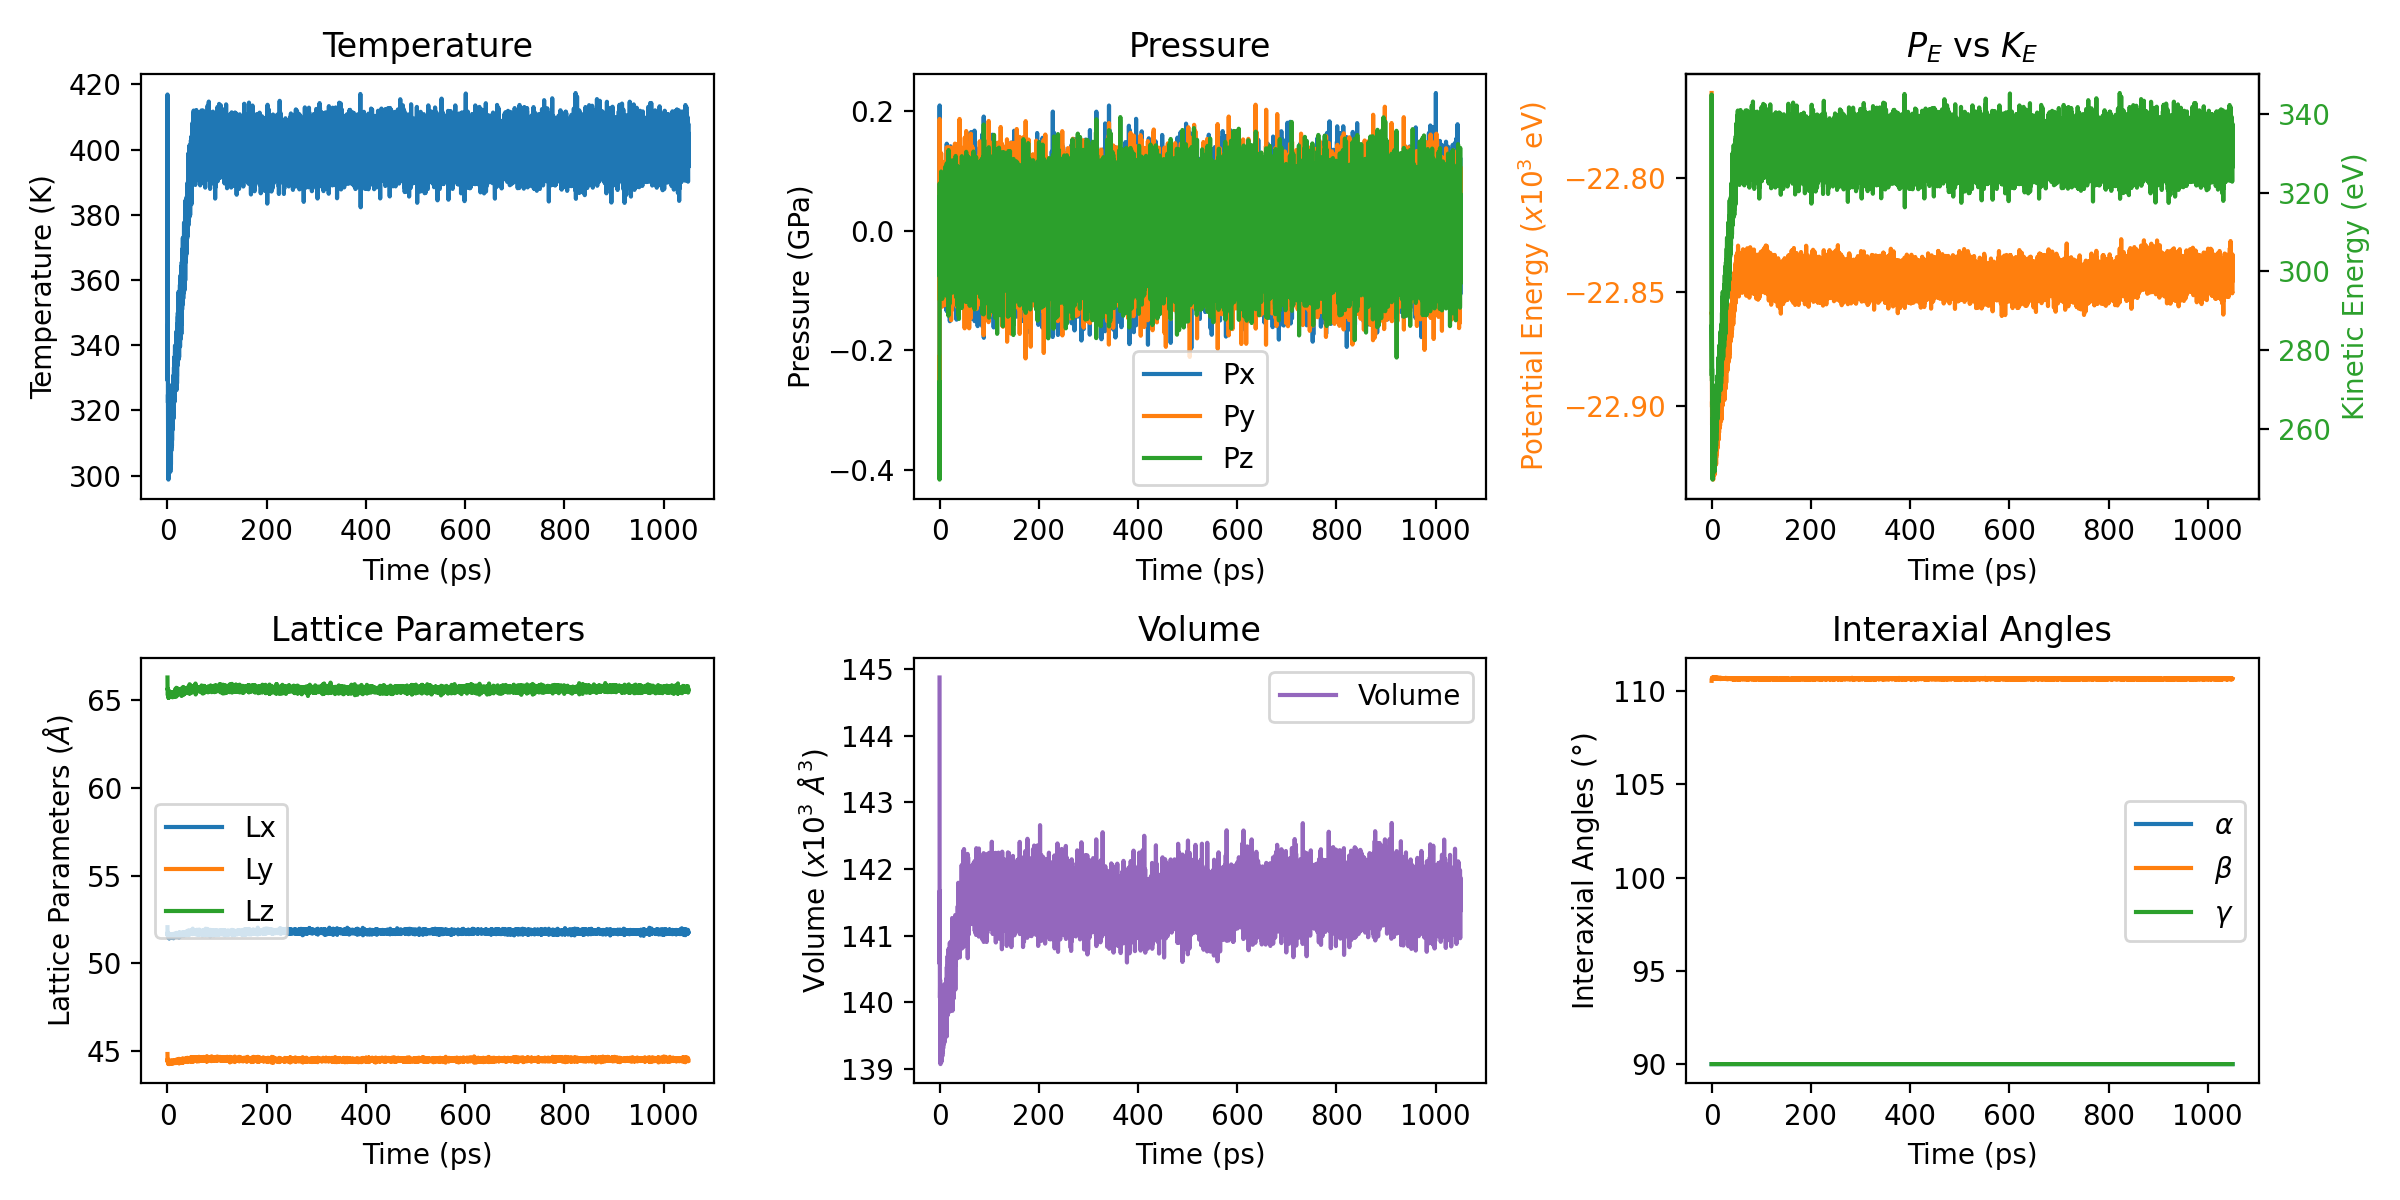 Temperature
Temperature (K)
420
400
380
360
340
320
300
0 200 400 600 800 1000
Time (ps)
Pressure
Pressure (GPa)
0.2
0.0
−0.2
−0.4
Px
Py
Pz
0 200 400 600 800 1000
Time (ps)
P_E vs K_E
Potential Energy (x10³ eV)
−22.80
−22.85
−22.90
340
320
300
280
260
Kinetic Energy (eV)
0 200 400 600 800 1000
Time (ps)
Lattice Parameters
Lattice Parameters (Å)
65
60
55
50
45
Lx
Ly
Lz
0 200 400 600 800 1000
Time (ps)
Volume
Volume (x10³ Å³)
145
144
143
142
141
140
139
Volume
0 200 400 600 800 1000
Time (ps)
Interaxial Angles
Interaxial Angles (°)
110
105
100
95
90
α
β
γ
0 200 400 600 800 1000
Time (ps)